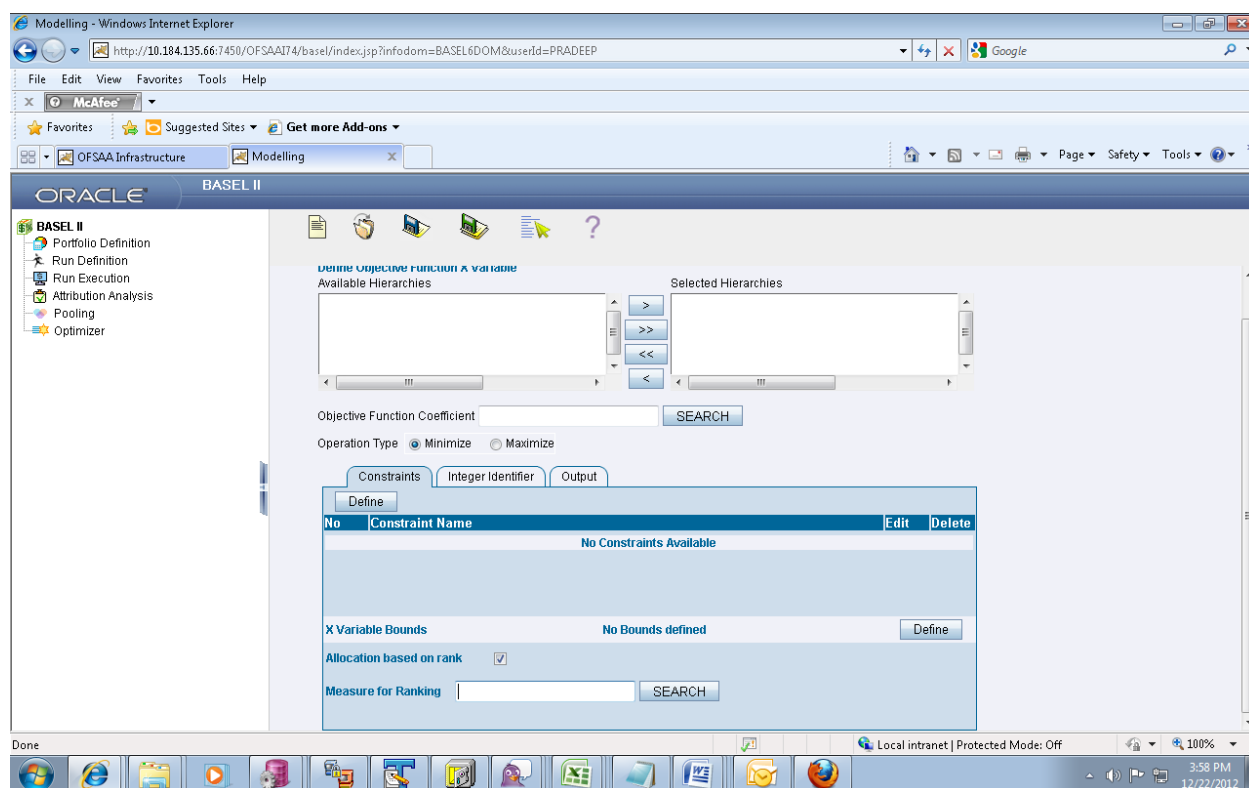 Modelling - Windows Internet Explorer
http://10.184.135.66:7450/OFSAAI74/basel/index.jsp?infodom=BASEL6DOM&userId=PRADEEP
Google
File Edit View Favorites Tools Help
x McAfee
Favorites Suggested Sites Get more Add-ons
OFSAA Infrastructure Modelling x Page Safety Tools
ORACLE BASEL II
BASEL II
Portfolio Definition
Run Definition
Run Execution
Attribution Analysis
Pooling
Optimizer
Define Objective Function X Variable
Available Hierarchies Selected Hierarchies
>
>>
<<
<
Objective Function Coefficient SEARCH
Operation Type Minimize Maximize
Constraints Integer Identifier Output
Define
No Constraint Name Edit Delete
No Constraints Available
X Variable Bounds No Bounds defined Define
Allocation based on rank
Measure for Ranking SEARCH
Done Local intranet | Protected Mode: Off 100%
3:58 PM
12/22/2012